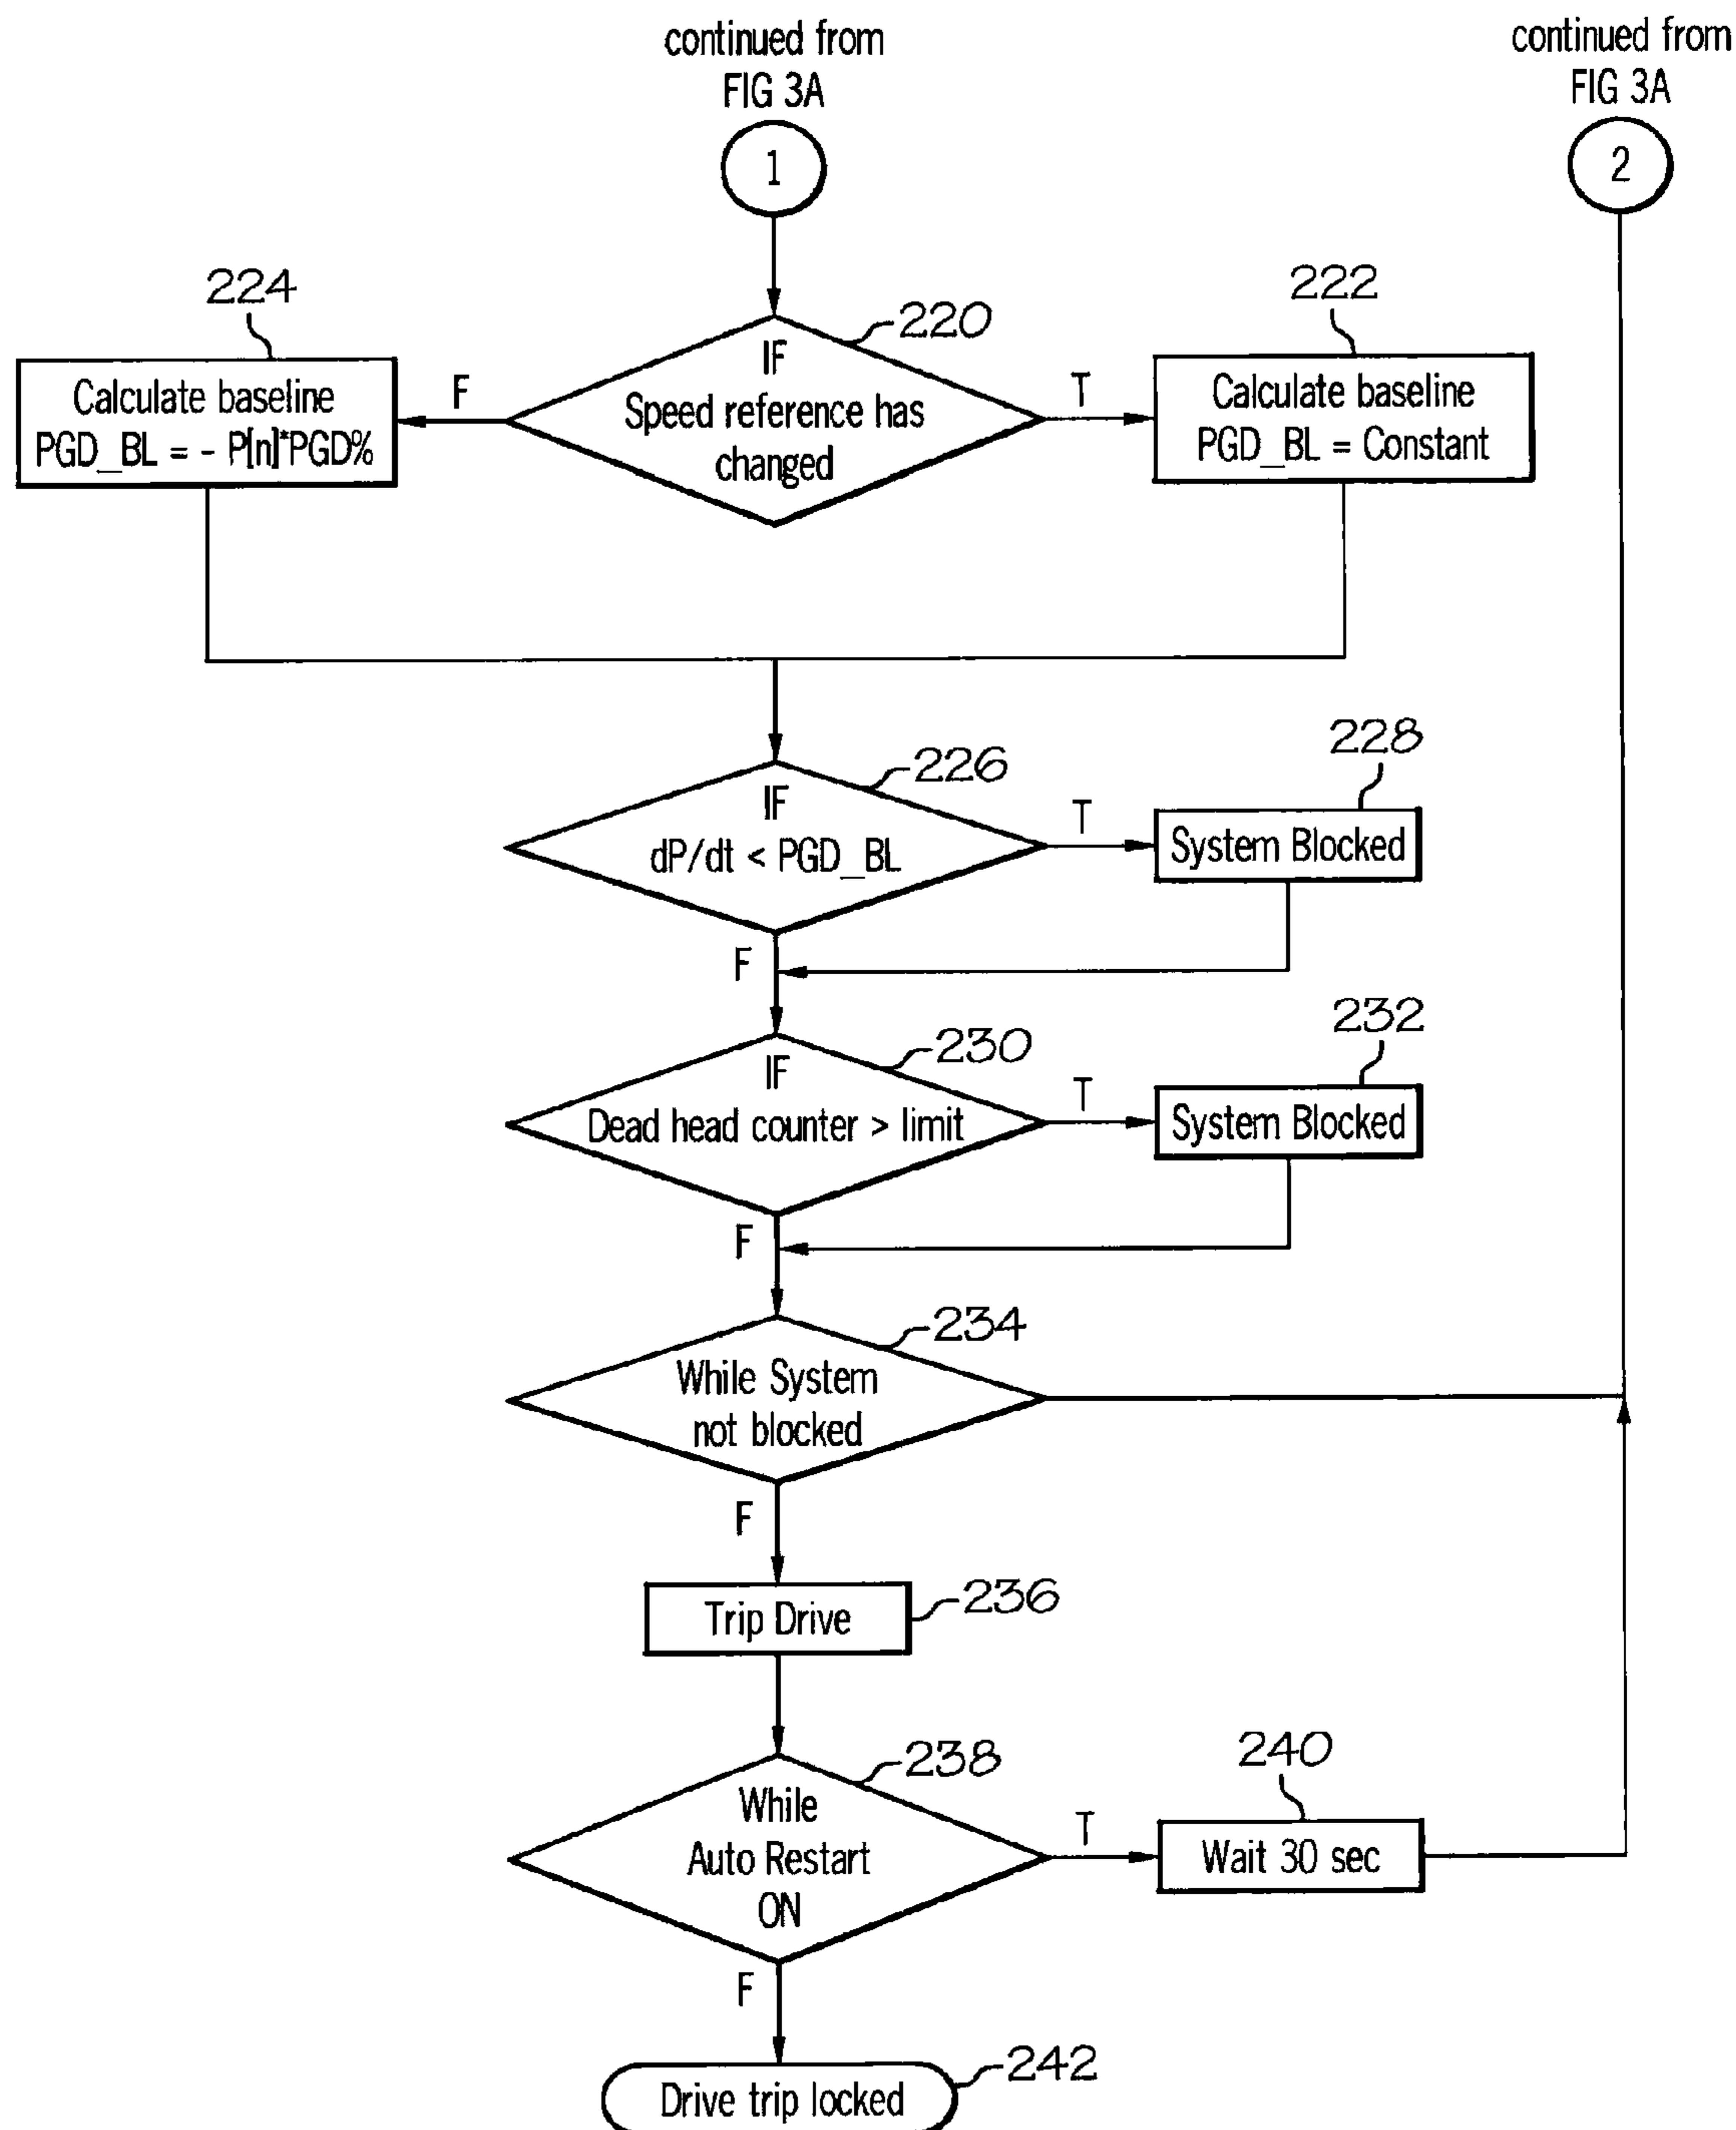 continued from
FIG 3A
1
continued from
FIG 3A
2
224
Calculate baseline
PGD_BL = - P[n]*PGD%
F
220
IF
Speed reference has
changed
T
222
Calculate baseline
PGD_BL = Constant
226
IF
dP/dt < PGD_BL
T
228
System Blocked
F
230
IF
Dead head counter > limit
T
232
System Blocked
F
234
While System
not blocked
F
Trip Drive
236
238
While
Auto Restart
ON
T
240
Wait 30 sec
F
242
Drive trip locked